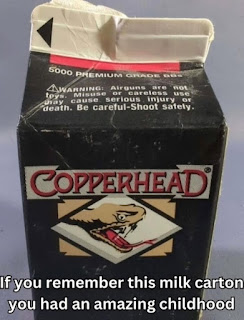 5000 PREMIUM GRADE BBs
⚠WARNING: Airguns are not
toys. Misuse or careless use
may cause serious injury or
death. Be careful-Shoot safely.
COPPERHEAD®
If you remember this milk carton
you had an amazing childhood